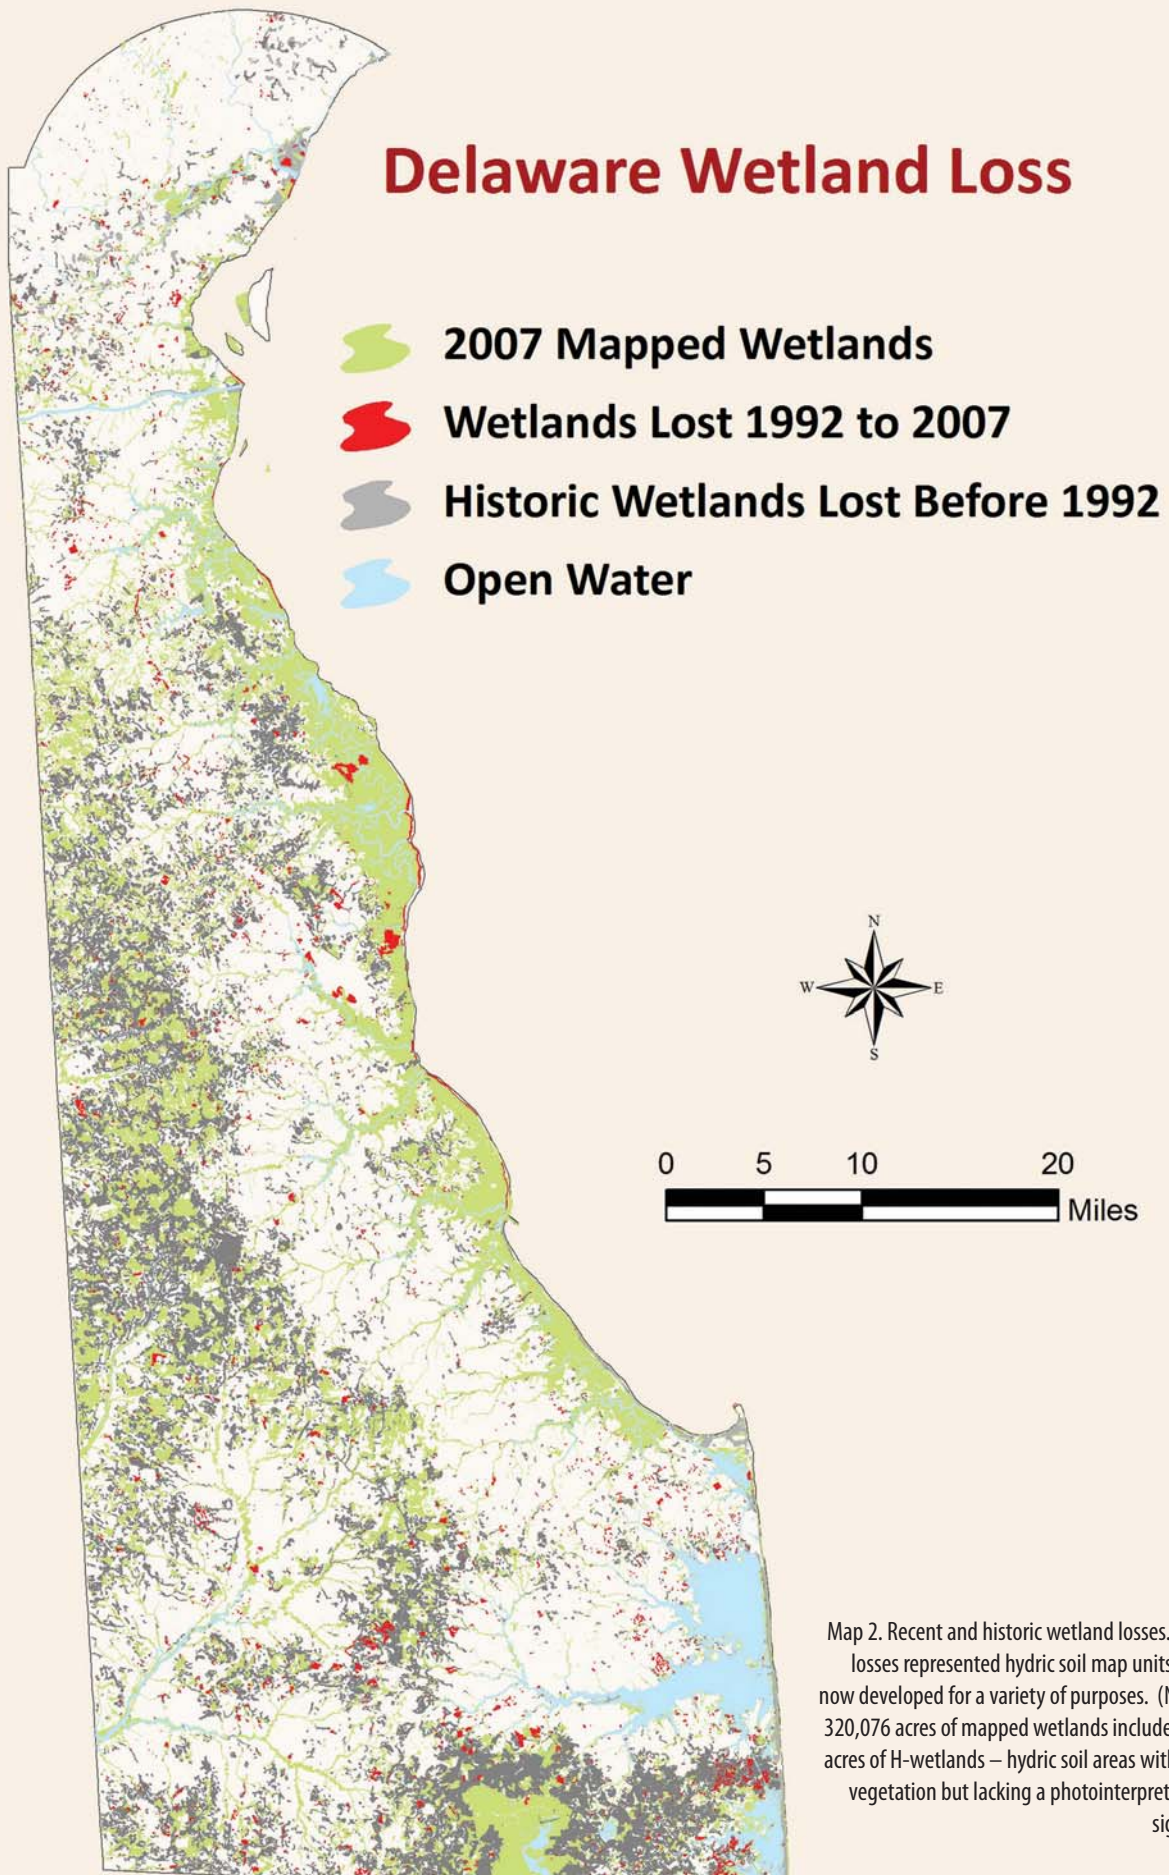 Delaware Wetland Loss
2007 Mapped Wetlands
Wetlands Lost 1992 to 2007
Historic Wetlands Lost Before 1992
Open Water
N
W
E
S
0 5 10 20
Miles
Map 2. Recent and historic wetland losses.
losses represented hydric soil map units
now developed for a variety of purposes. (
320,076 acres of mapped wetlands include
acres of H-wetlands – hydric soil areas with
vegetation but lacking a photointerpret
sig